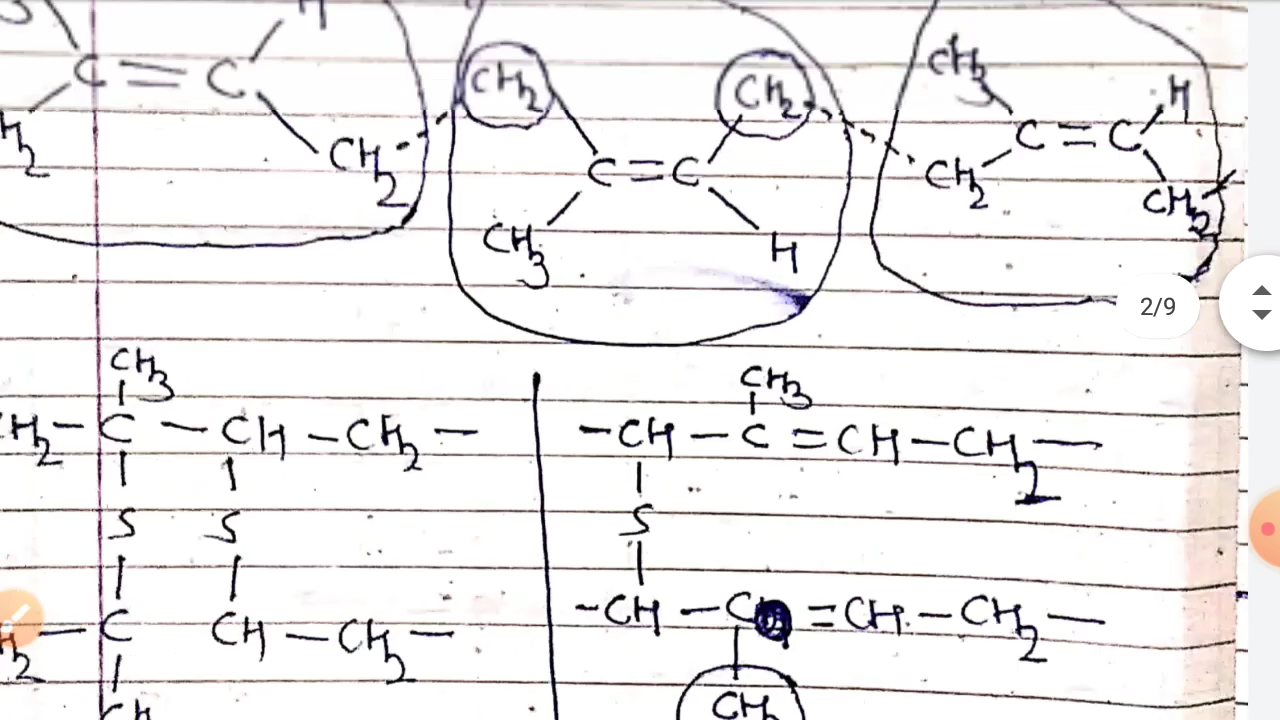 CH₃
C = C H
CH₂ CH₂ H
C = C
H₂ CH₂ C = C CH₂
CH₃ H CH₂
2/9
CH₃ CH₃
H₂ - C - CH - CH₂ - - CH - C = CH - CH₂ -
S S S
H₂ - C CH - CH₂ - - CH - C = CH - CH₂ -
CH CH₃